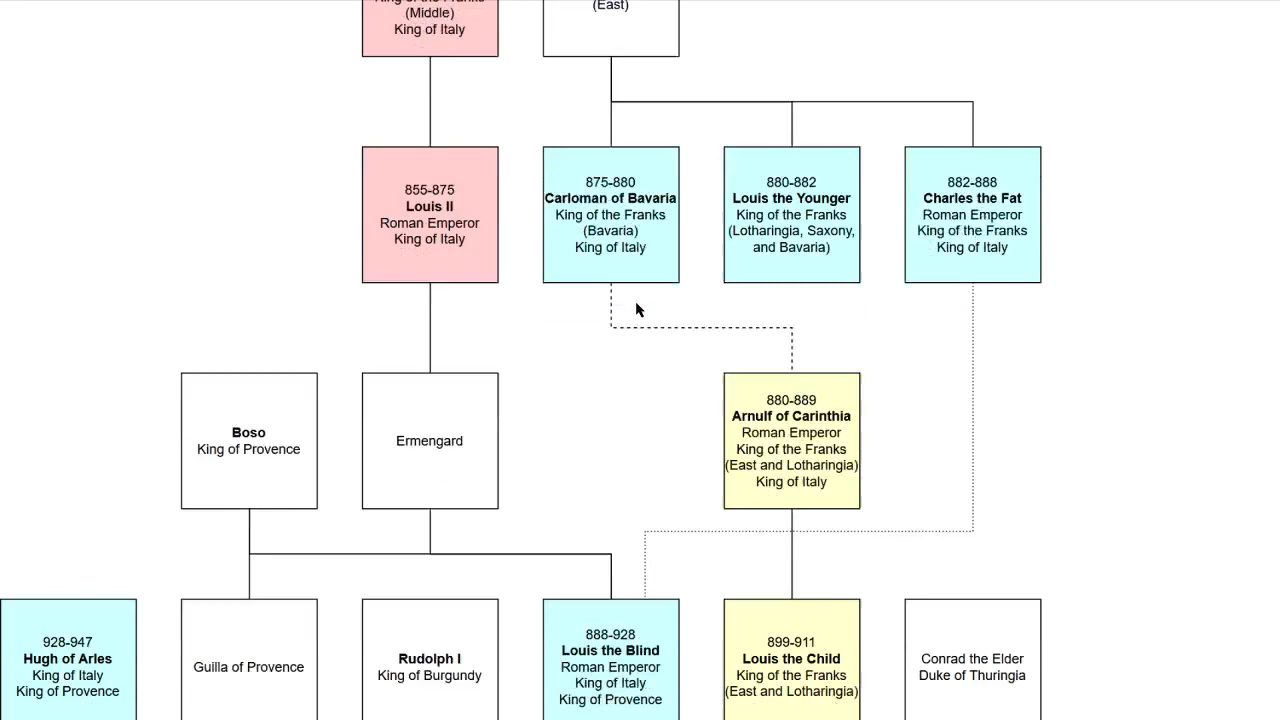 King of the Franks
(Middle)
King of Italy
(East)
855-875
Louis II
Roman Emperor
King of Italy
875-880
Carloman of Bavaria
King of the Franks
(Bavaria)
King of Italy
880-882
Louis the Younger
King of the Franks
(Lotharingia, Saxony,
and Bavaria)
882-888
Charles the Fat
Roman Emperor
King of the Franks
King of Italy
Boso
King of Provence
Ermengard
880-889
Arnulf of Carinthia
Roman Emperor
King of the Franks
(East and Lotharingia)
King of Italy
928-947
Hugh of Arles
King of Italy
King of Provence
Guilla of Provence
Rudolph I
King of Burgundy
888-928
Louis the Blind
Roman Emperor
King of Italy
King of Provence
899-911
Louis the Child
King of the Franks
(East and Lotharingia)
Conrad the Elder
Duke of Thuringia